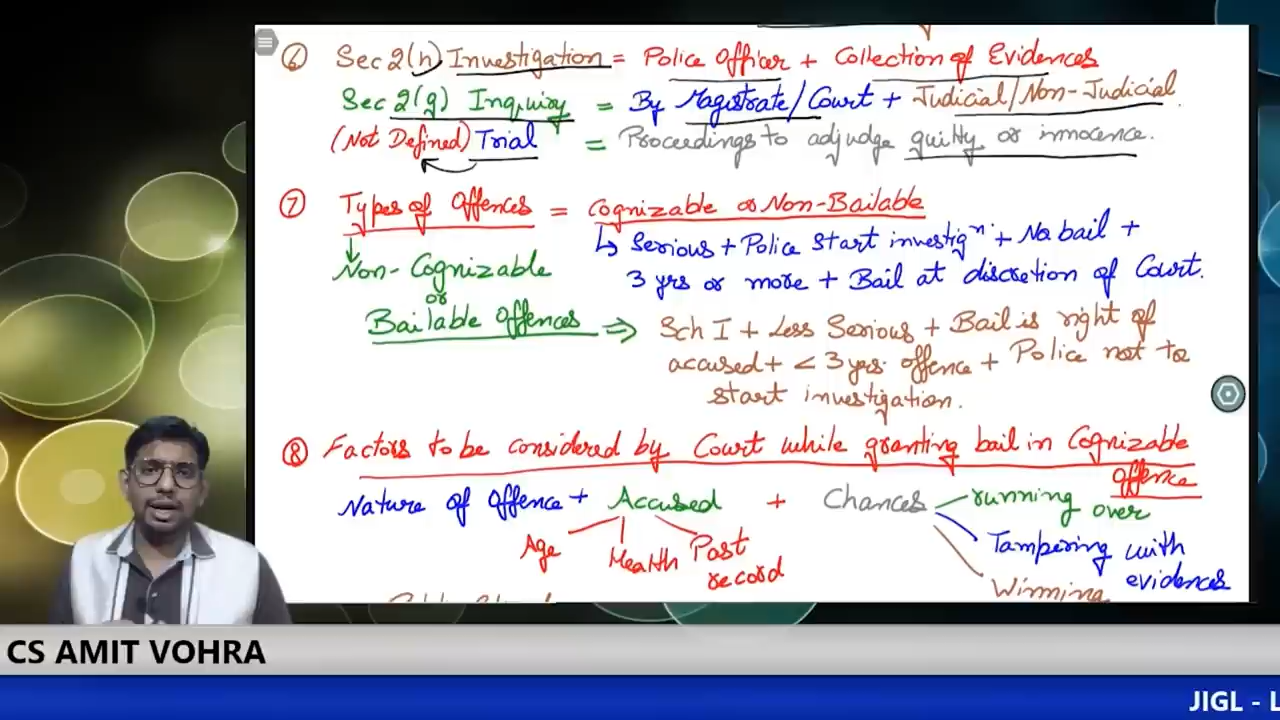 ⑥ Sec 2(h) Investigation = Police Officer + Collection of Evidences
Sec 2(g) Inquiry = By Magistrate/Court + Judicial/Non-Judicial.
(Not Defined) Trial = Proceedings to adjudge guilty or innocence.
⑦ Types of Offences = Cognizable or Non-Bailable
↳ Serious + Police start investigⁿ. + No bail +
3 yrs or more + Bail at discretion of Court.
Non-Cognizable
or
Bailable Offences ⇒ Sch I + Less Serious + Bail is right of
accused + < 3 yrs. offence + Police not to
start investigation.
⑧ Factors to be considered by Court while granting bail in Cognizable
offence
Nature of offence + Accused + Chances
running over
Age Health Past record
Tampering with evidences
Winning
CS AMIT VOHRA
JIGL - L